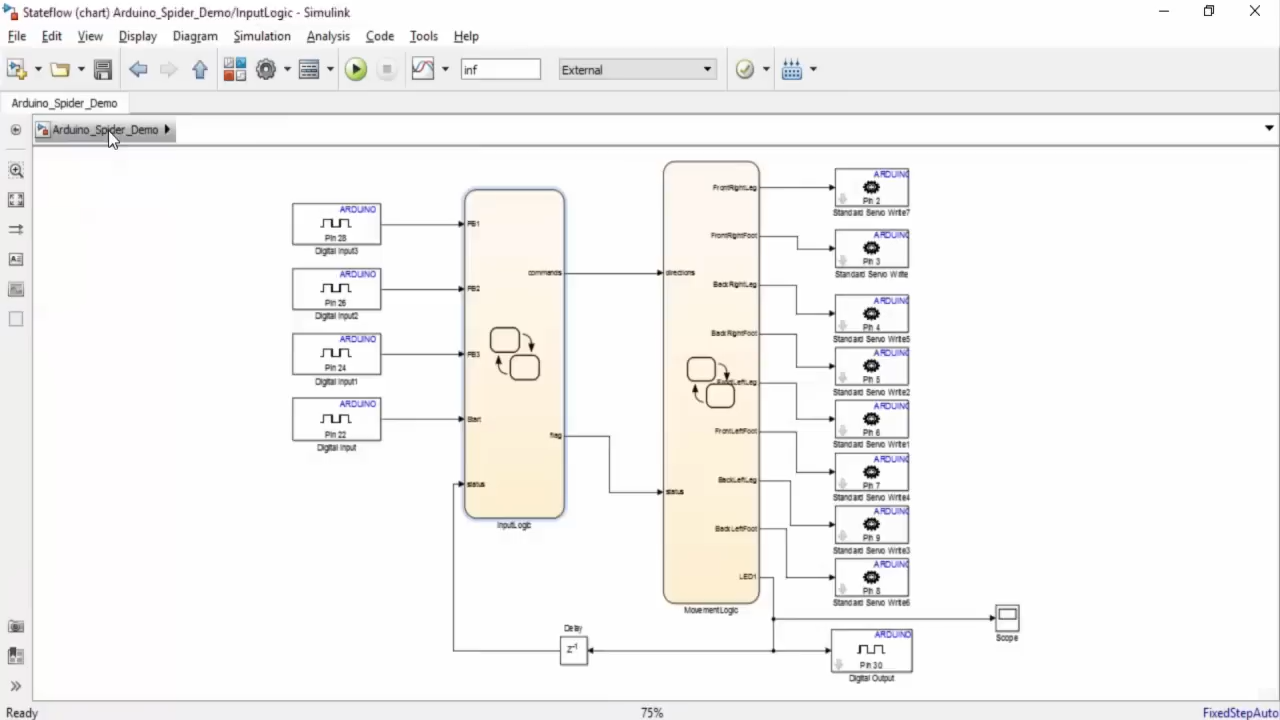 Stateflow (chart) Arduino_Spider_Demo/InputLogic - Simulink
File Edit View Display Diagram Simulation Analysis Code Tools Help
inf External
Arduino_Spider_Demo
Arduino_Spider_Demo
ARDUINO
Pin 28
Digital Input3
ARDUINO
Pin 26
Digital Input2
ARDUINO
Pin 24
Digital Input1
ARDUINO
Pin 22
Digital Input
PB1
PB2
PB3
Start
status
commands
flag
InputLogic
directions
status
FrontRightLeg
FrontRightFoot
BackRightLeg
BackRightFoot
FrontLeftLeg
FrontLeftFoot
BackLeftLeg
BackLeftFoot
LED1
MovementLogic
ARDUINO
Pin 2
Standard Servo Write7
ARDUINO
Pin 3
Standard Servo Write
ARDUINO
Pin 4
Standard Servo Write5
ARDUINO
Pin 5
Standard Servo Write2
ARDUINO
Pin 6
Standard Servo Write1
ARDUINO
Pin 7
Standard Servo Write4
ARDUINO
Pin 9
Standard Servo Write3
ARDUINO
Pin 8
Standard Servo Write6
Scope
Delay
Z-1
ARDUINO
Pin 30
Digital Output
Ready 75% FixedStepAuto